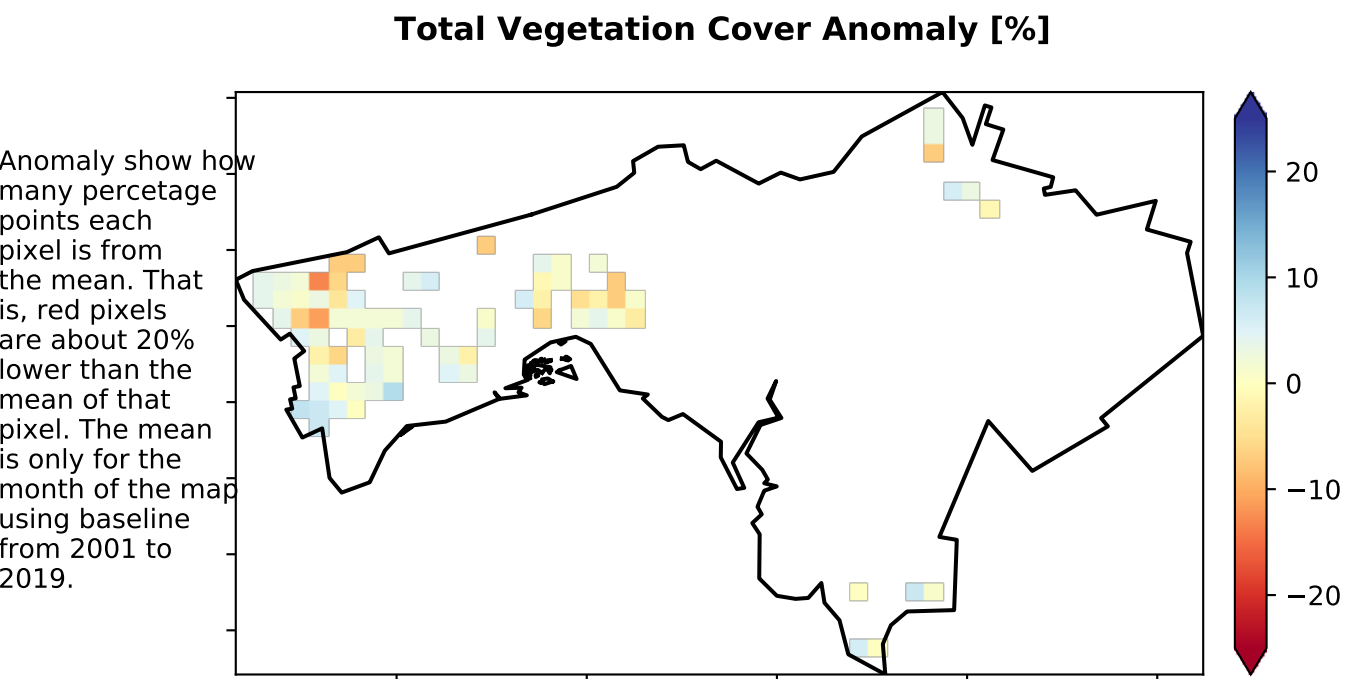 Total Vegetation Cover Anomaly [%]
Anomaly show how
many percetage
points each
pixel is from
the mean. That
is, red pixels
are about 20%
lower than the
mean of that
pixel. The mean
is only for the
month of the map
using baseline
from 2001 to
2019.
20
10
0
−10
−20